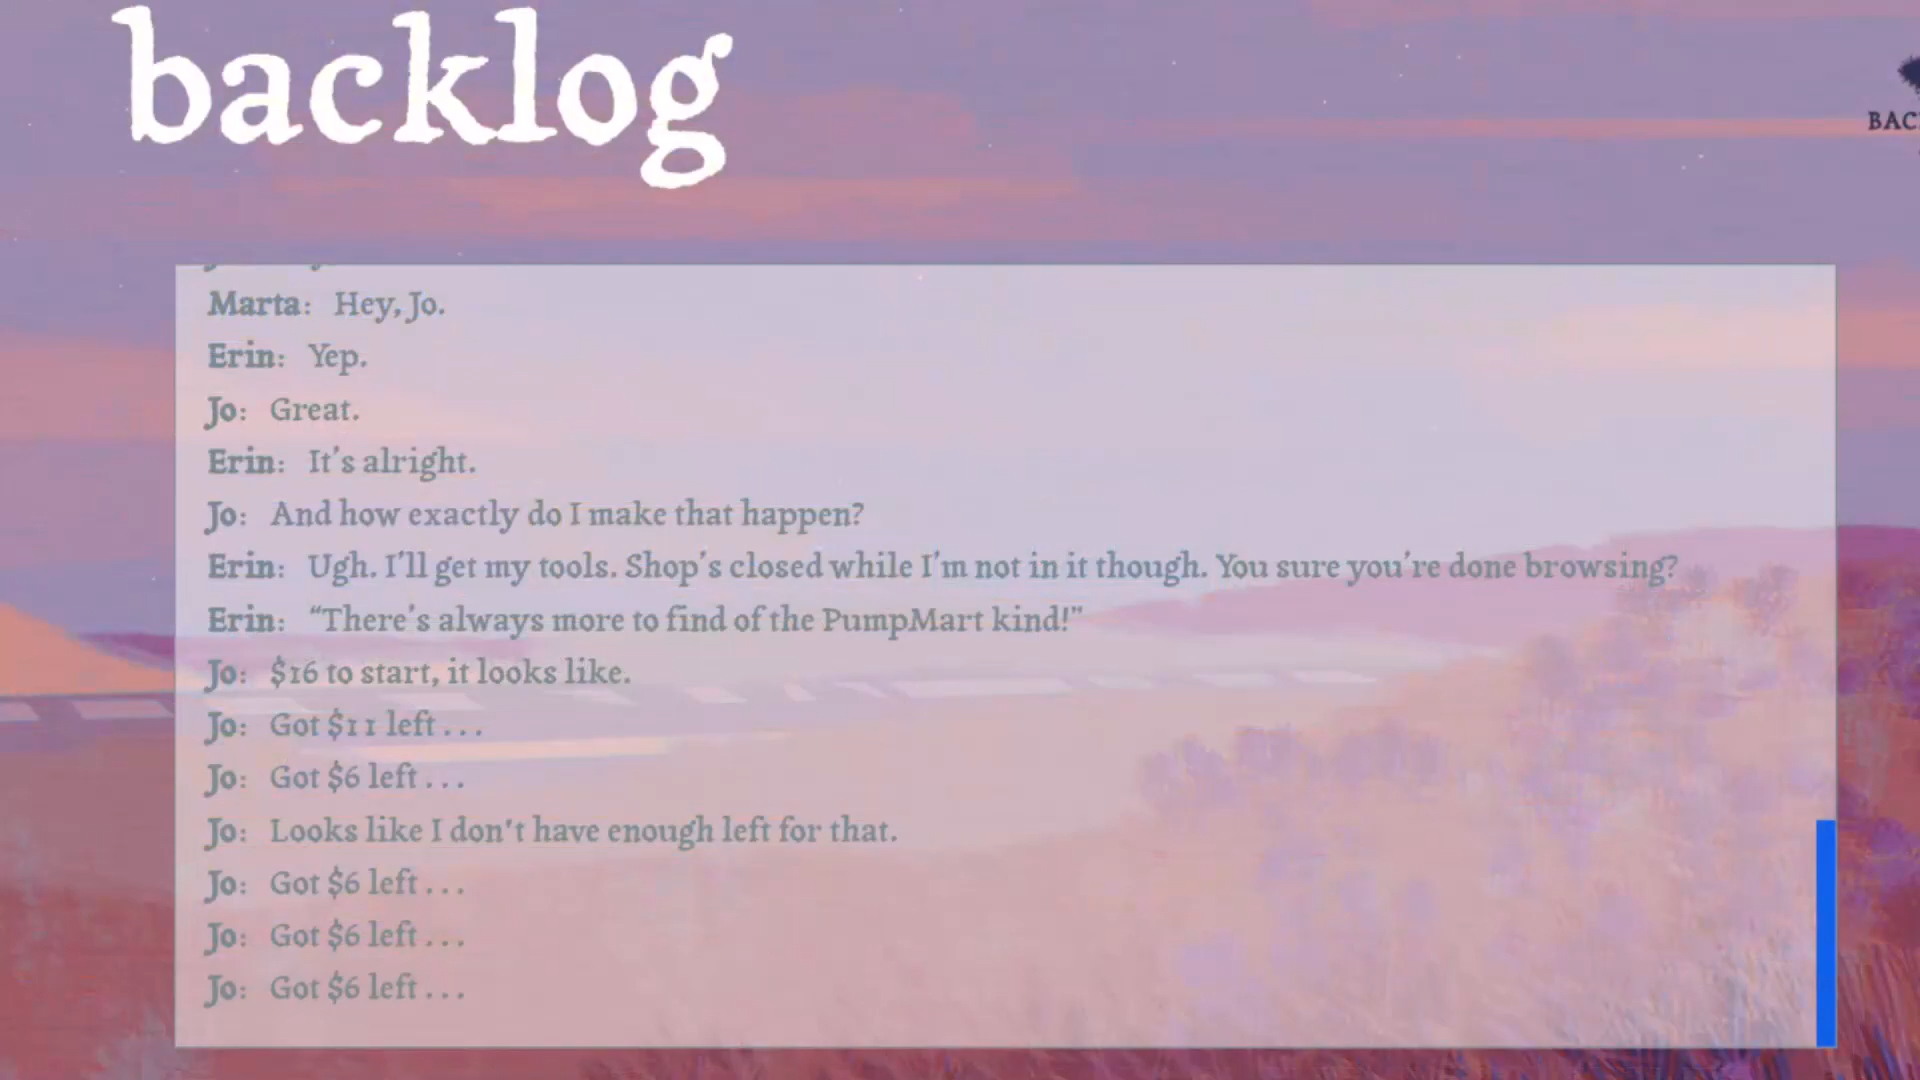 backlog
BAC
Marta: Hey, Jo.
Erin: Yep.
Jo: Great.
Erin: It's alright.
Jo: And how exactly do I make that happen?
Erin: Ugh. I'll get my tools. Shop's closed while I'm not in it though. You sure you're done browsing?
Erin: “There's always more to find of the PumpMart kind!”
Jo: $16 to start, it looks like.
Jo: Got $11 left . . .
Jo: Got $6 left . . .
Jo: Looks like I don't have enough left for that.
Jo: Got $6 left . . .
Jo: Got $6 left . . .
Jo: Got $6 left . . .